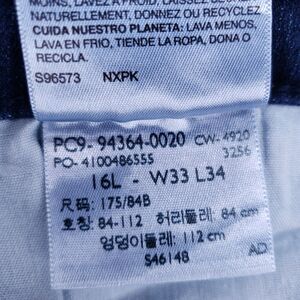 MOINS, LAVEZ À FROID, LAISSEZ
NATURELLEMENT, DONNEZ OU RECYCLEZ
CUIDA NUESTRO PLANETA: LAVA MENOS,
LAVA EN FRIO, TIENDE LA ROPA, DONA O
RECICLA.
S96573 NXPK
PC9- 94364-0020 CW-4920
PO- 4100486555 3256
16L - W33 L34
尺码: 175/84B
호칭: 84-112 허리둘레: 84 cm
엉덩이둘레: 112 cm
S46148 AD